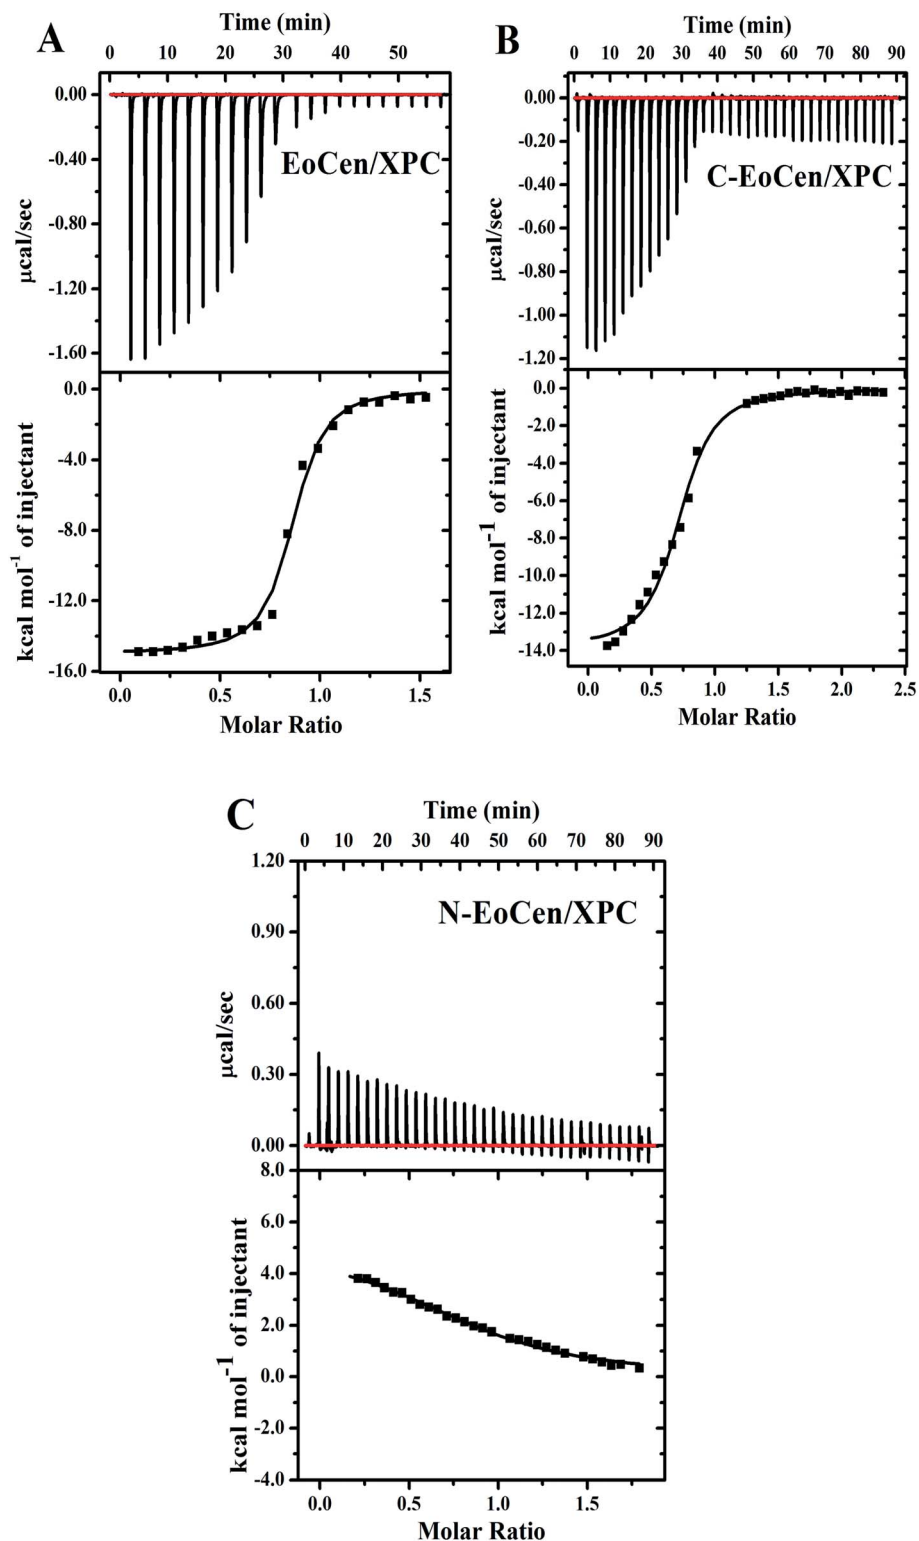 A
Time (min)
0 10 20 30 40 50
0.00
-0.40
-0.80
-1.20
-1.60
µcal/sec
EoCen/XPC
0.0
-4.0
-8.0
-12.0
-16.0
kcal mol-1 of injectant
0.0 0.5 1.0 1.5
Molar Ratio
B
Time (min)
0 10 20 30 40 50 60 70 80 90
0.00
-0.20
-0.40
-0.60
-0.80
-1.00
-1.20
µcal/sec
C-EoCen/XPC
0.0
-2.0
-4.0
-6.0
-8.0
-10.0
-12.0
-14.0
kcal mol-1 of injectant
0.0 0.5 1.0 1.5 2.0 2.5
Molar Ratio
C
Time (min)
0 10 20 30 40 50 60 70 80 90
1.20
0.90
0.60
0.30
0.00
µcal/sec
N-EoCen/XPC
8.0
6.0
4.0
2.0
0.0
-2.0
-4.0
kcal mol-1 of injectant
0.0 0.5 1.0 1.5
Molar Ratio